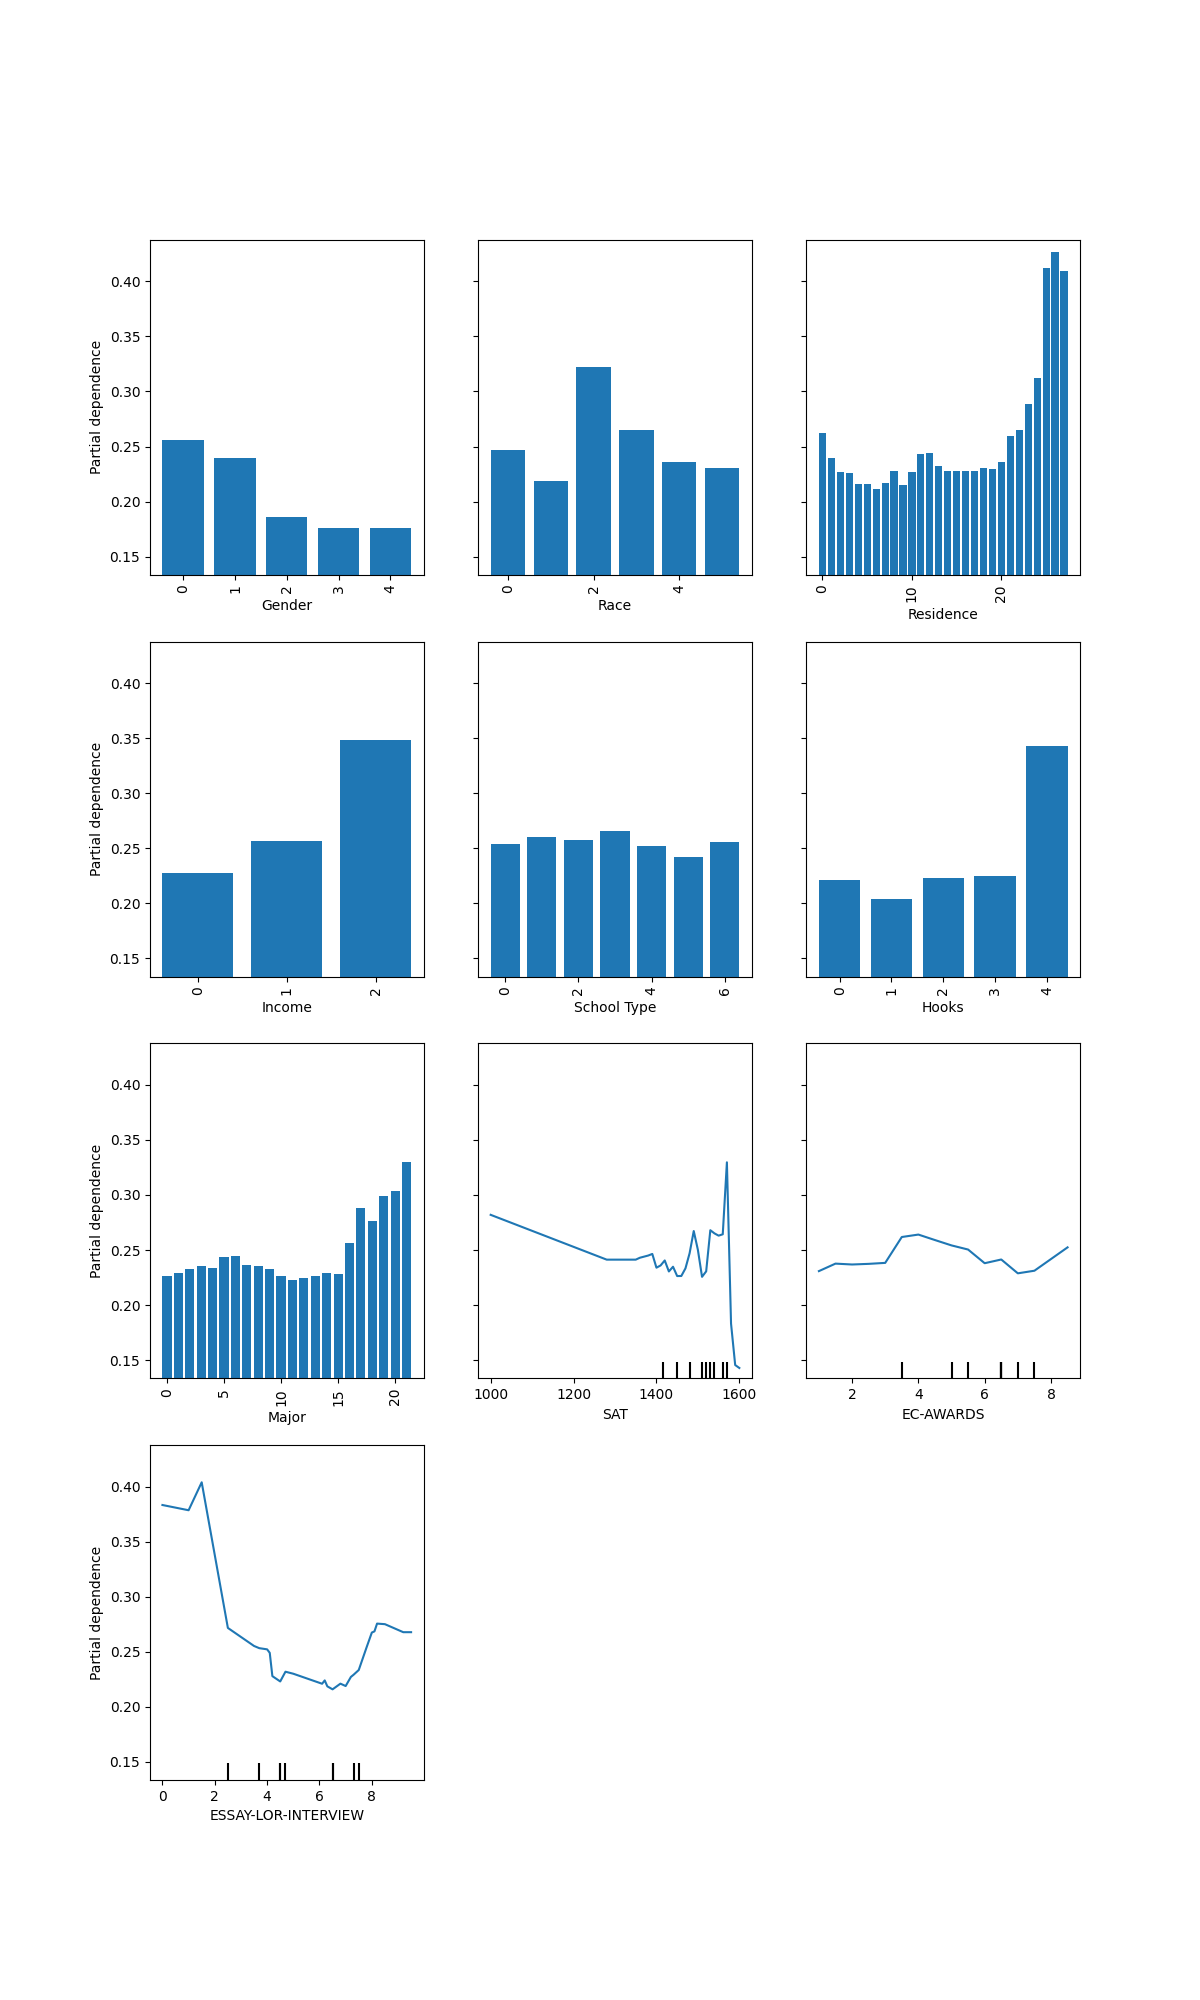 0.40
0.35
0.30
0.25
0.20
0.15
Partial dependence
0 1 2 3 4
Gender
0 2 4
Race
0 10 20
Residence
0.40
0.35
0.30
0.25
0.20
0.15
Partial dependence
0 1 2
Income
0 2 4 6
School Type
0 1 2 3 4
Hooks
0.40
0.35
0.30
0.25
0.20
0.15
Partial dependence
0 5 10 15 20
Major
1000 1200 1400 1600
SAT
2 4 6 8
EC-AWARDS
0.40
0.35
0.30
0.25
0.20
0.15
Partial dependence
0 2 4 6 8
ESSAY-LOR-INTERVIEW